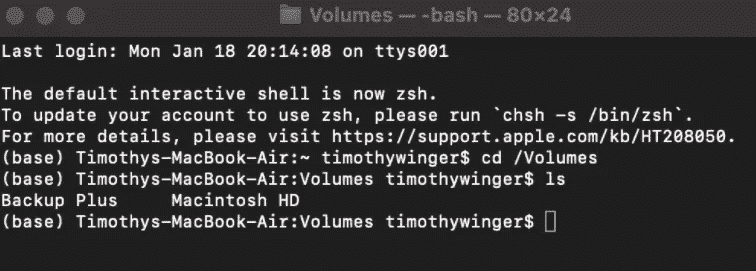 Volumes — -bash — 80×24
Last login: Mon Jan 18 20:14:08 on ttys001
The default interactive shell is now zsh.
To update your account to use zsh, please run `chsh -s /bin/zsh`.
For more details, please visit https://support.apple.com/kb/HT208050.
(base) Timothys-MacBook-Air:~ timothywinger$ cd /Volumes
(base) Timothys-MacBook-Air:Volumes timothywinger$ ls
Backup Plus     Macintosh HD
(base) Timothys-MacBook-Air:Volumes timothywinger$